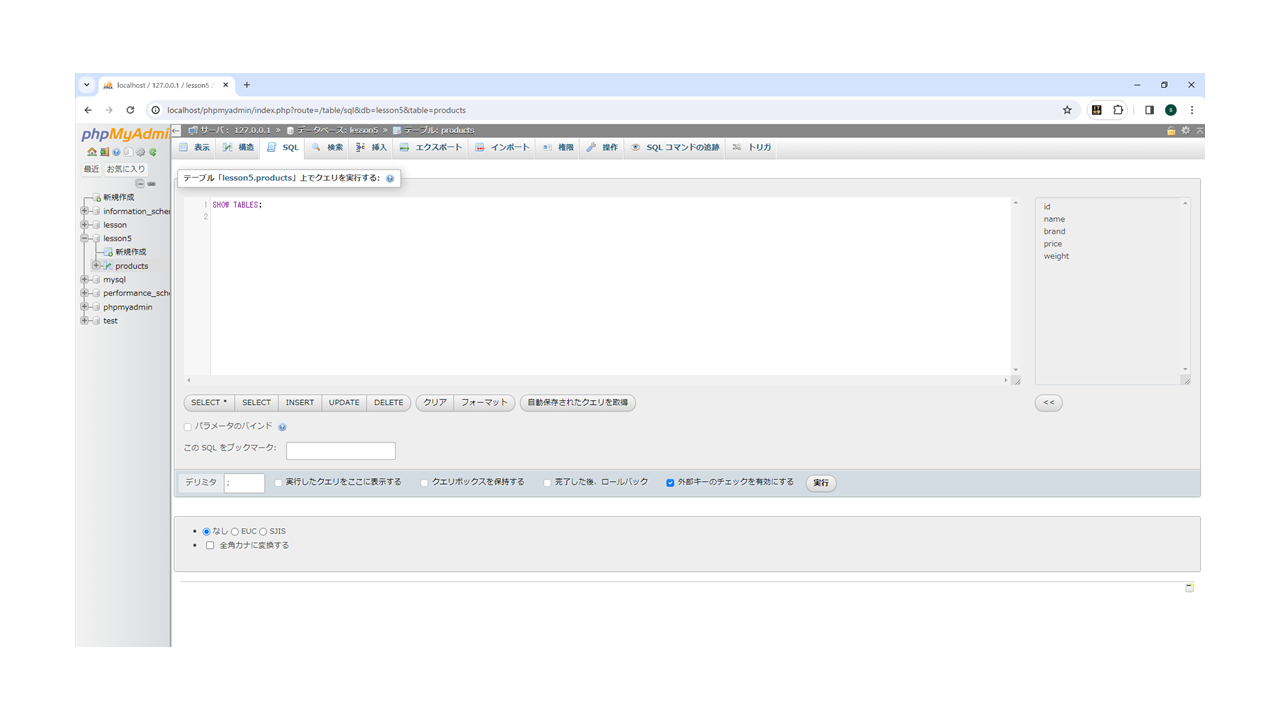 localhost / 127.0.0.1 / lesson5 /
localhost/phpmyadmin/index.php?route=/table/sql&db=lesson5&table=products
phpMyAdmi
サーバ: 127.0.0.1 » データベース: lesson5 » テーブル: products
表示 構造 SQL 検索 挿入 エクスポート インポート 権限 操作 SQL コマンドの追跡 トリガ
最近 お気に入り
新規作成
information_scher
lesson
lesson5
新規作成
products
mysql
performance_sch
phpmyadmin
test
テーブル「lesson5.products」上でクエリを実行する:
1 SHOW TABLES;
2
id
name
brand
price
weight
SELECT * SELECT INSERT UPDATE DELETE クリア フォーマット 自動保存されたクエリを取得 <<
パラメータのバインド
この SQL をブックマーク:
デリミタ ; 実行したクエリをここに表示する クエリボックスを保持する 完了した後、ロールバック 外部キーのチェックを有効にする 実行
なし EUC SJIS
全角カナに変換する